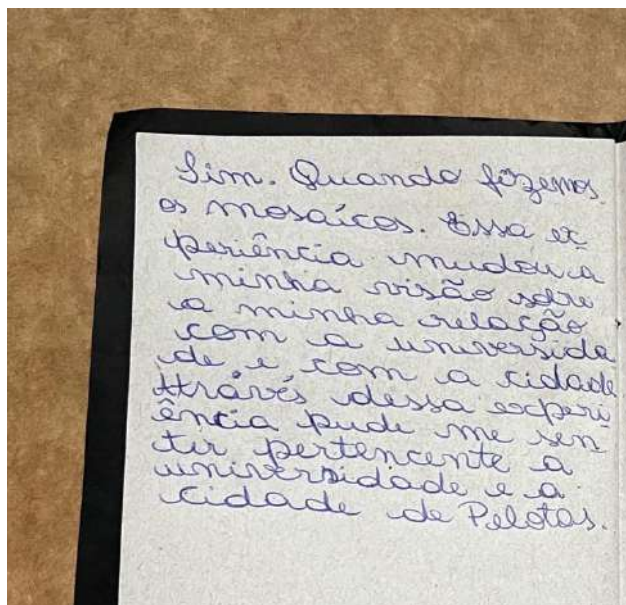 Sim. Quando fizemos
os mosaicos. Essa ex
periência mudou a
minha visão sobre
a minha relação
com a universida
de e com a cidade
Através dessa experi
ência pude me sen
tir pertencente a
universidade e a
cidade de Pelotas.